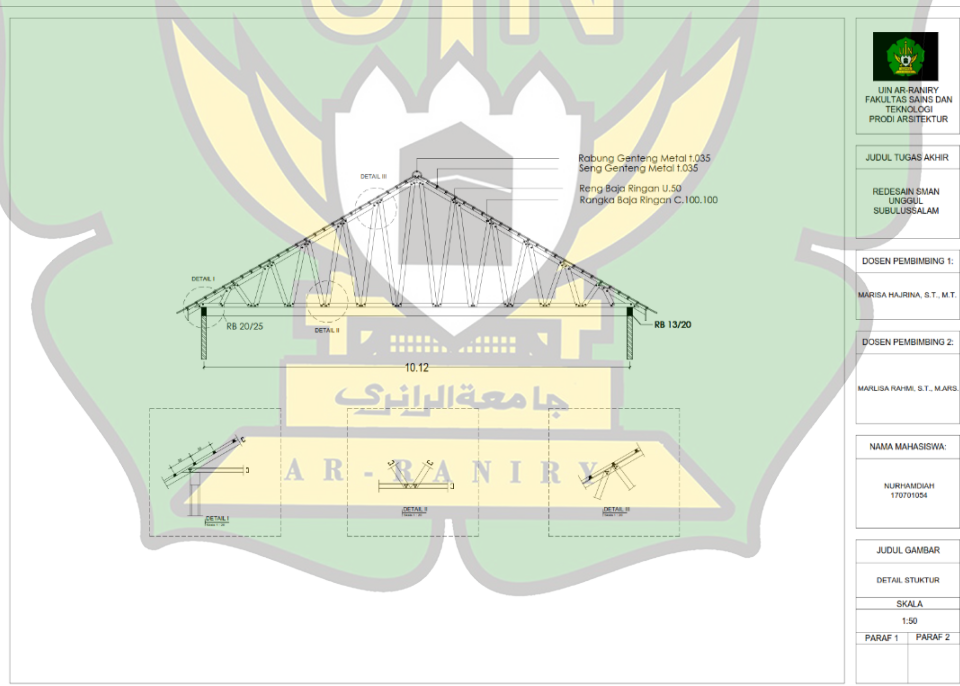 UIN
Rabung Genteng Metal t.035
Seng Genteng Metal t.035
DETAIL III
Reng Baja Ringan U.50
Rangka Baja Ringan C.100.100
DETAIL I
RB 20/25
DETAIL II
RB 13/20
10.12
جامعةالرانري
AR-RANIRY
DETAIL I
DETAIL II
DETAIL III
UIN AR-RANIRY
FAKULTAS SAINS DAN
TEKNOLOGI
PRODI ARSITEKTUR
JUDUL TUGAS AKHIR
REDESAIN SMAN
UNGGUL
SUBULUSSALAM
DOSEN PEMBIMBING 1:
MARISA HAJRINA, S.T., M.T.
DOSEN PEMBIMBING 2:
MARLISA RAHMI, S.T., M.ARS.
NAMA MAHASISWA:
NURHAMDIAH
170701054
JUDUL GAMBAR
DETAIL STUKTUR
SKALA
1:50
PARAF 1
PARAF 2